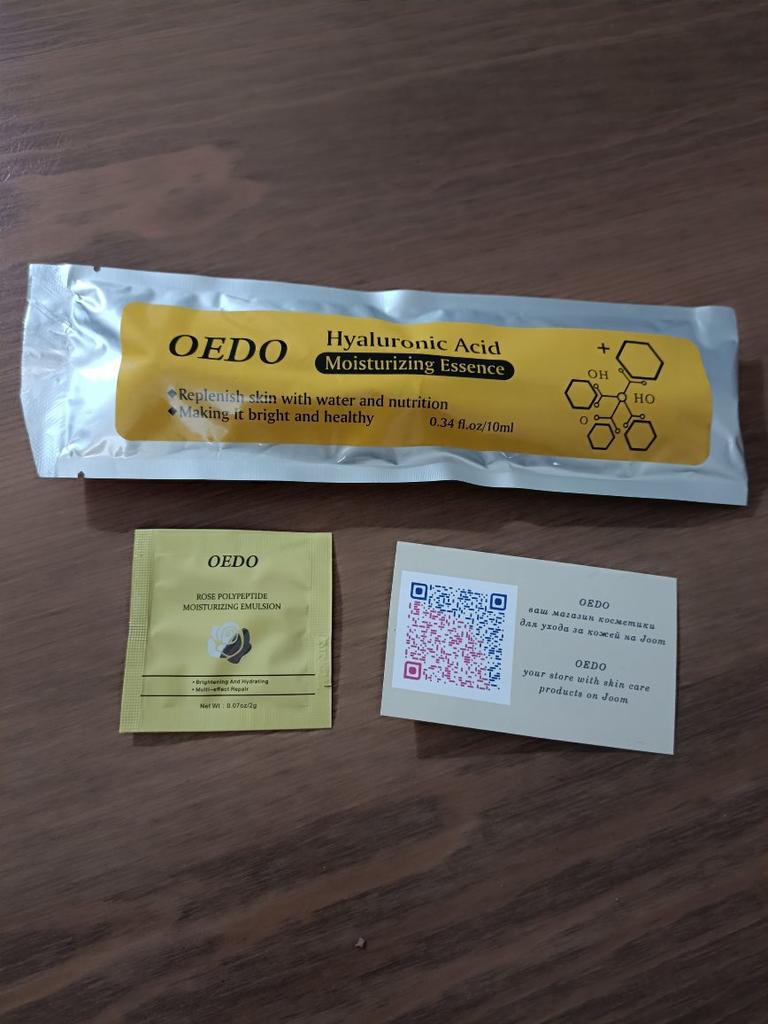 OEDO
Hyaluronic Acid
Moisturizing Essence
◆Replenish skin with water and nutrition
◆Making it bright and healthy
0.34 fl.oz/10ml
+
OH
HO
O
OEDO
ROSE POLYPEPTIDE
MOISTURIZING EMULSION
• Brightening And Hydrating
• Multi-effect Repair
Net Wt : 0.07oz/2g
OEDO
ваш магазин косметики
для ухода за кожей на Joom
OEDO
your store with skin care
products on Joom